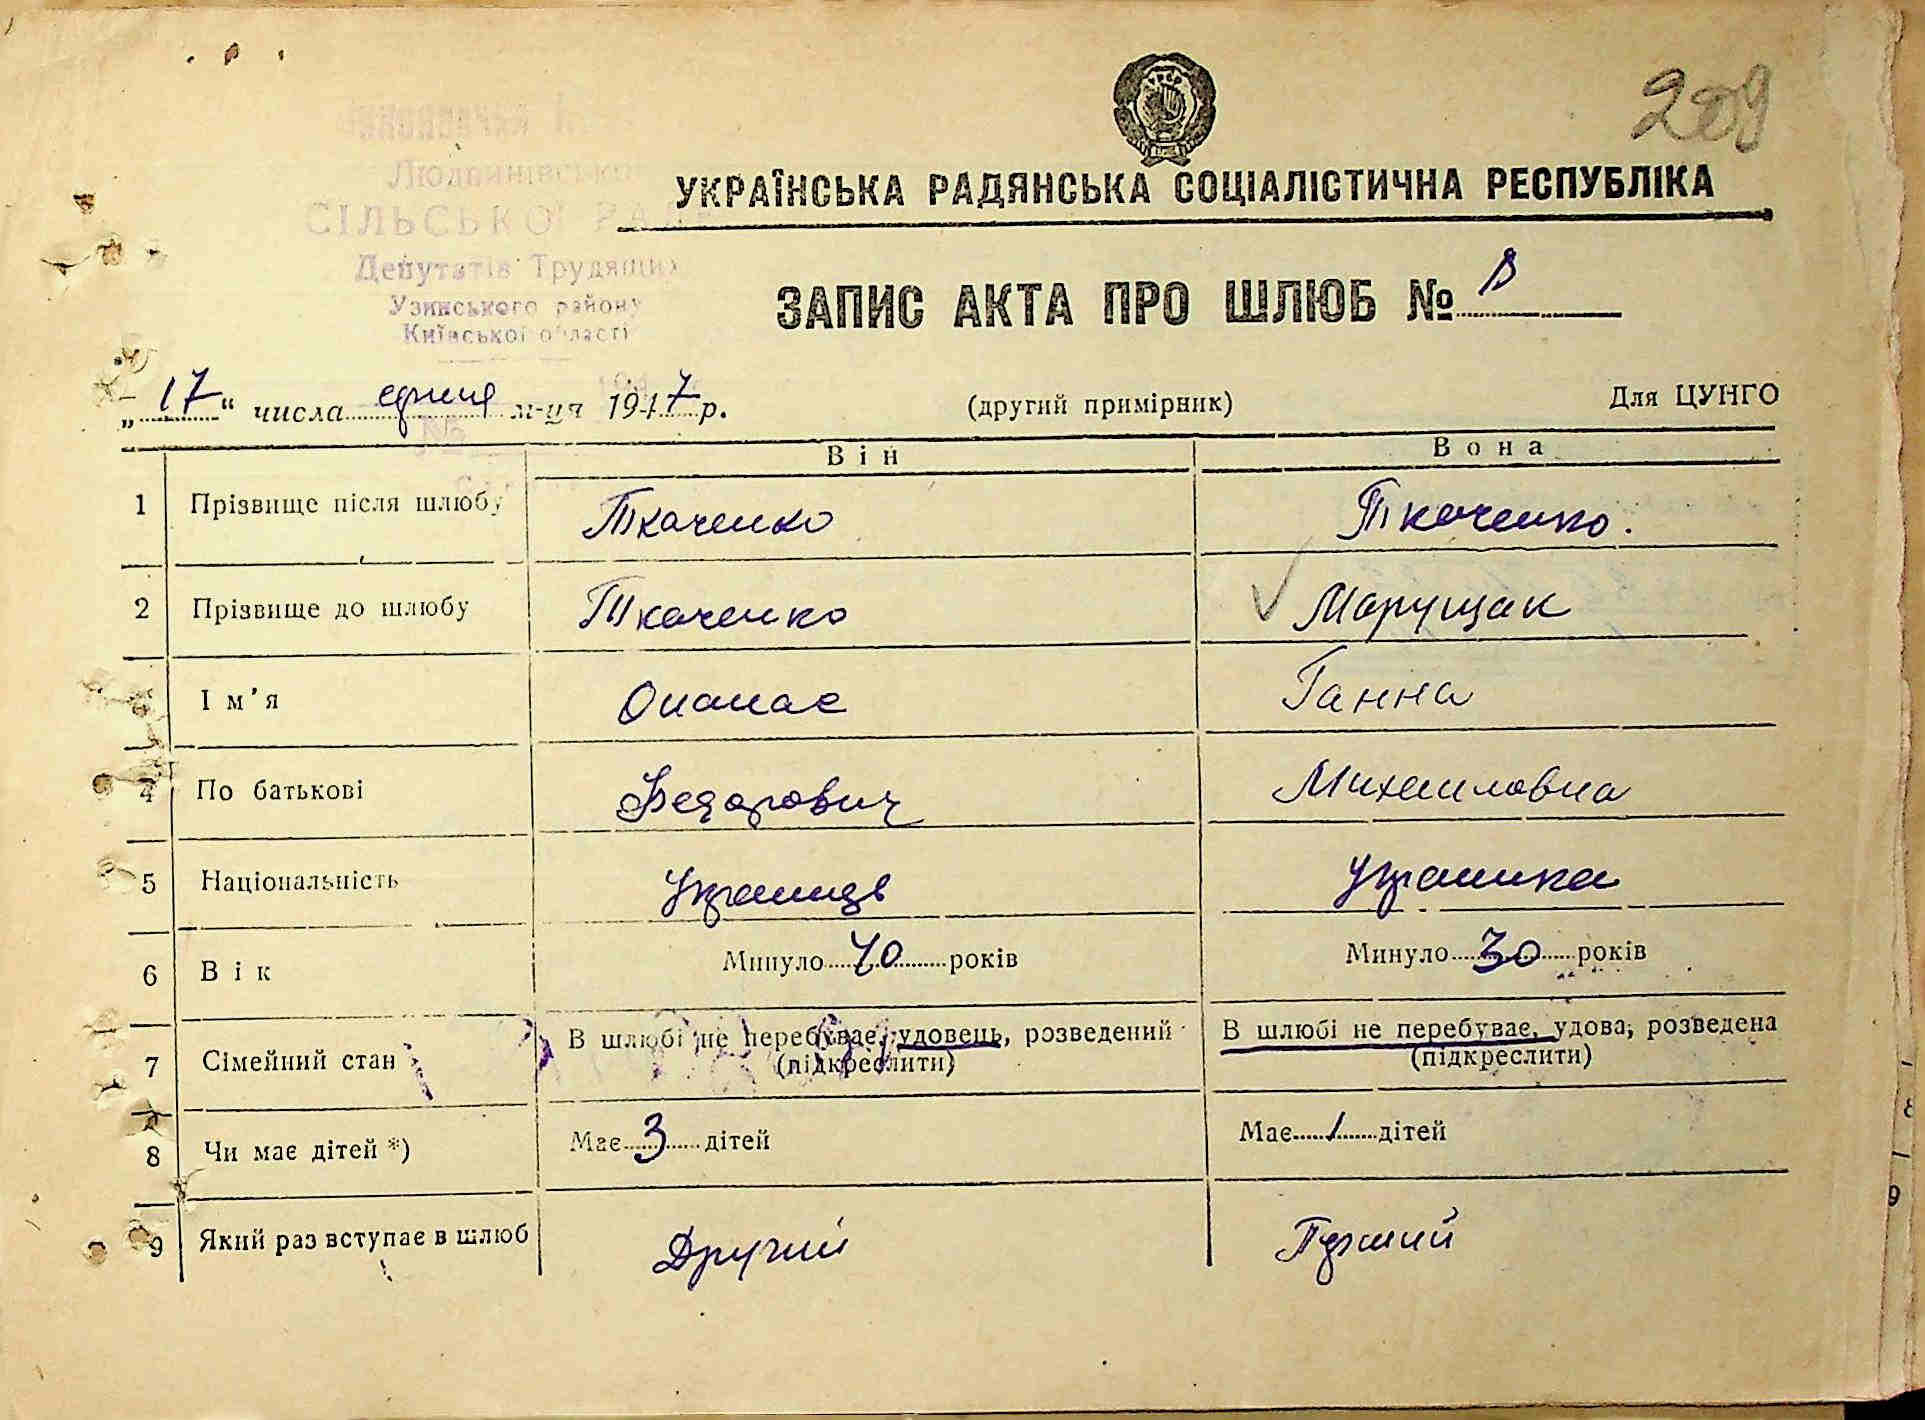 209
Людвинівської
СІЛЬСЬКОЇ РАДИ
Депутатів Трудящих
Узинського району
Київської області
УКРАЇНСЬКА РАДЯНСЬКА СОЦІАЛІСТИЧНА РЕСПУБЛІКА
ЗАПИС АКТА ПРО ШЛЮБ № 8
„17“ числа січня м-ця 1947 р. (другий примірник) Для ЦУНГО
Він Вона
1 Прізвище після шлюбу Ткаченко Ткаченко.
2 Прізвище до шлюбу Ткаченко Марущак
Ім’я Опанас Ганна
4 По батькові Федорович Михаиловна
5 Національність Українець Українка
6 Вік Минуло 40 років Минуло 30 років
7 Сімейний стан В шлюбі не перебуває, удовець, розведений (підкреслити) В шлюбі не перебуває, удова, розведена (підкреслити)
8 Чи має дітей *) Має 3 дітей Має 1 дітей
9 Який раз вступає в шлюб Другий Перший